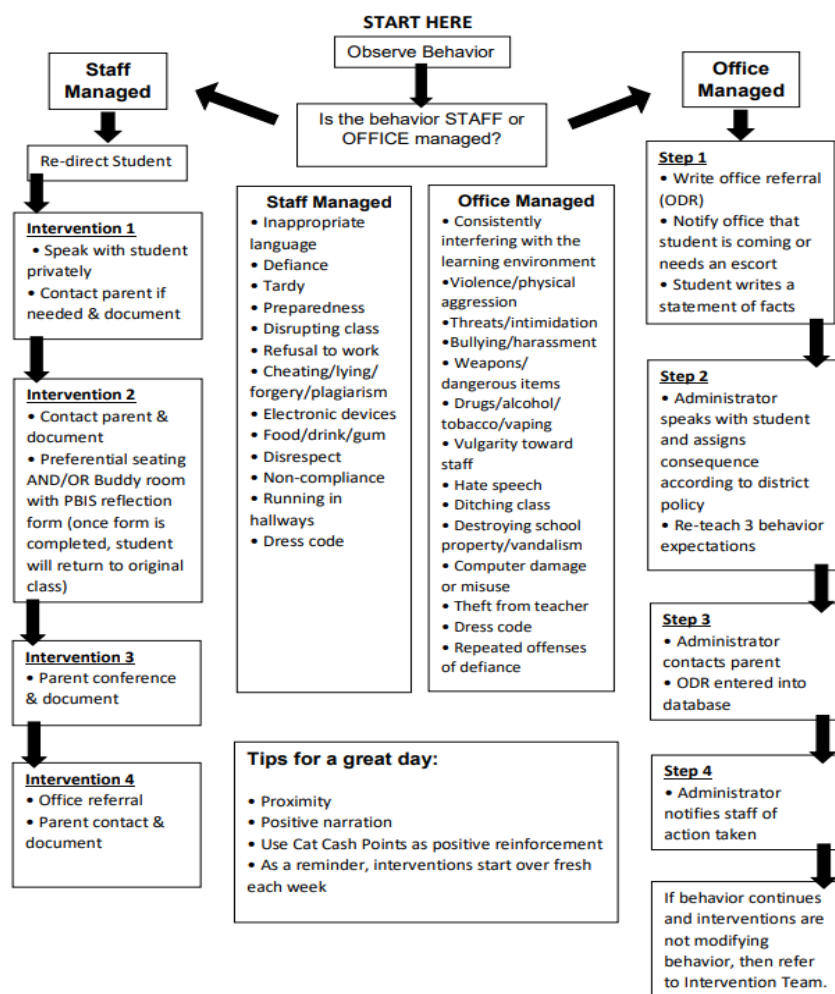 START HERE
Observe Behavior
Is the behavior STAFF or
OFFICE managed?
Staff
Managed
Re-direct Student
Intervention 1
• Speak with student
privately
• Contact parent if
needed & document
Intervention 2
• Contact parent &
document
• Preferential seating
AND/OR Buddy room
with PBIS reflection
form (once form is
completed, student
will return to original
class)
Intervention 3
• Parent conference
& document
Intervention 4
• Office referral
• Parent contact &
document
Staff Managed
• Inappropriate
language
• Defiance
• Tardy
• Preparedness
• Disrupting class
• Refusal to work
• Cheating/lying/
forgery/plagiarism
• Electronic devices
• Food/drink/gum
• Disrespect
• Non-compliance
• Running in
hallways
• Dress code
Office Managed
• Consistently
interfering with the
learning environment
•Violence/physical
aggression
•Threats/intimidation
•Bullying/harassment
• Weapons/
dangerous items
• Drugs/alcohol/
tobacco/vaping
• Vulgarity toward
staff
• Hate speech
• Ditching class
• Destroying school
property/vandalism
• Computer damage
or misuse
• Theft from teacher
• Dress code
• Repeated offenses
of defiance
Tips for a great day:
• Proximity
• Positive narration
• Use Cat Cash Points as positive reinforcement
• As a reminder, interventions start over fresh
each week
Office
Managed
Step 1
• Write office referral
(ODR)
• Notify office that
student is coming or
needs an escort
• Student writes a
statement of facts
Step 2
• Administrator
speaks with student
and assigns
consequence
according to district
policy
• Re-teach 3 behavior
expectations
Step 3
• Administrator
contacts parent
• ODR entered into
database
Step 4
• Administrator
notifies staff of
action taken
If behavior continues
and interventions are
not modifying
behavior, then refer
to Intervention Team.